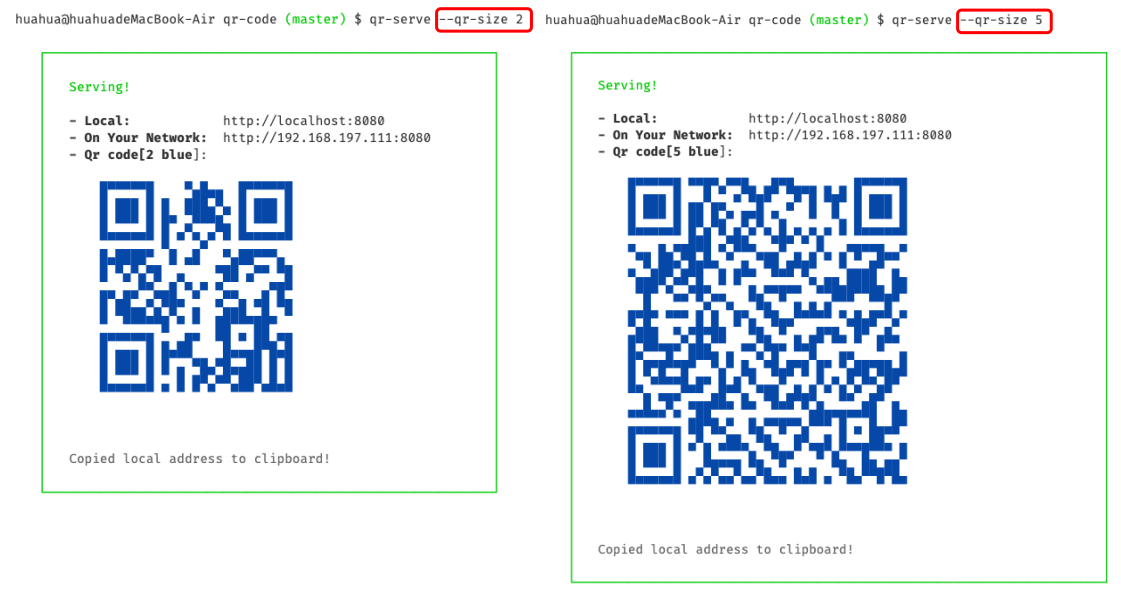 huahua@huahuadeMacBook-Air qr-code (master) $ qr-serve --qr-size 2
Serving!
- Local: http://localhost:8080
- On Your Network: http://192.168.197.111:8080
- Qr code[2 blue]:
Copied local address to clipboard!
huahua@huahuadeMacBook-Air qr-code (master) $ qr-serve --qr-size 5
Serving!
- Local: http://localhost:8080
- On Your Network: http://192.168.197.111:8080
- Qr code[5 blue]:
Copied local address to clipboard!